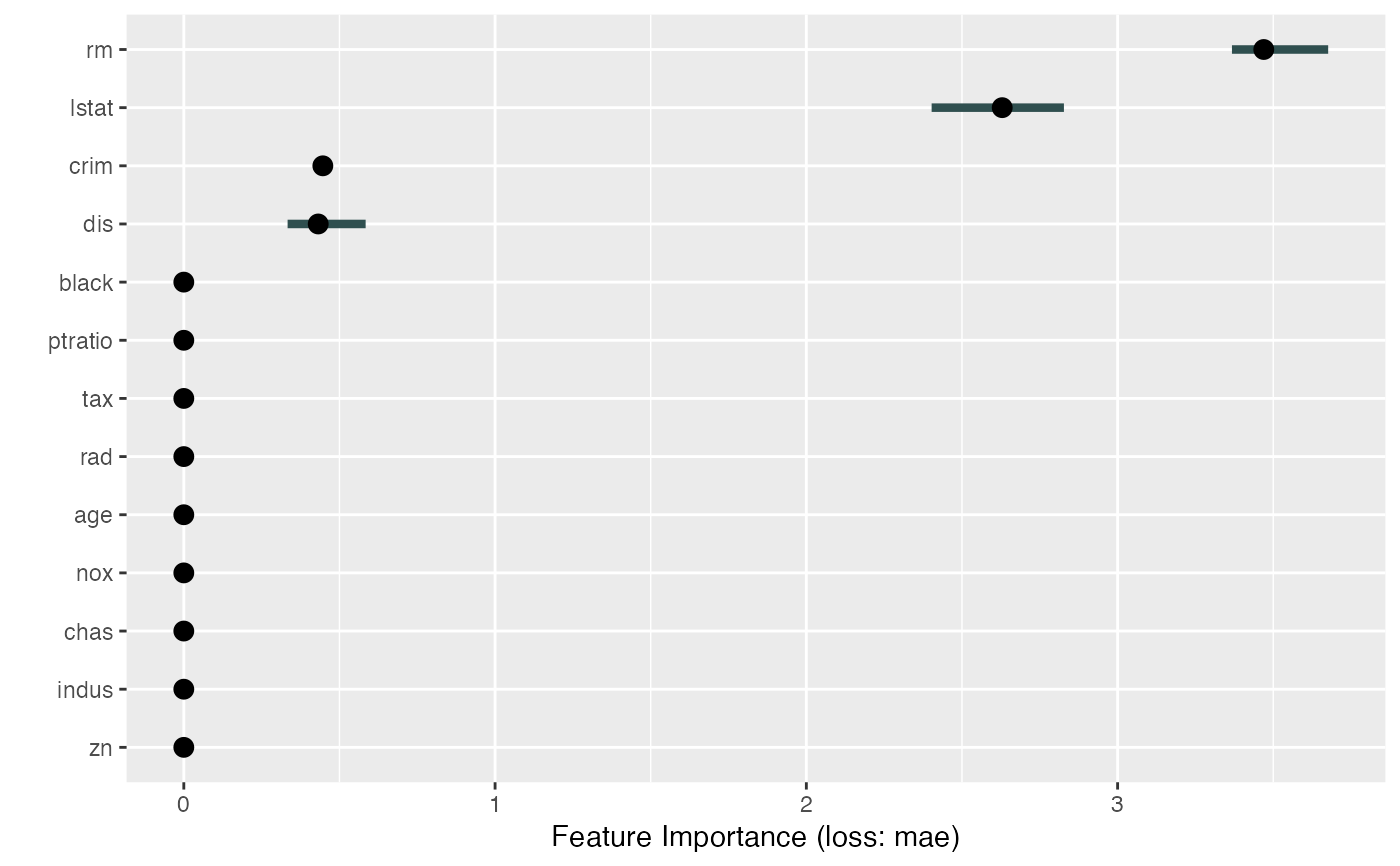 rm
lstat
crim
dis
black
ptratio
tax
rad
age
nox
chas
indus
zn
0 1 2 3
Feature Importance (loss: mae)